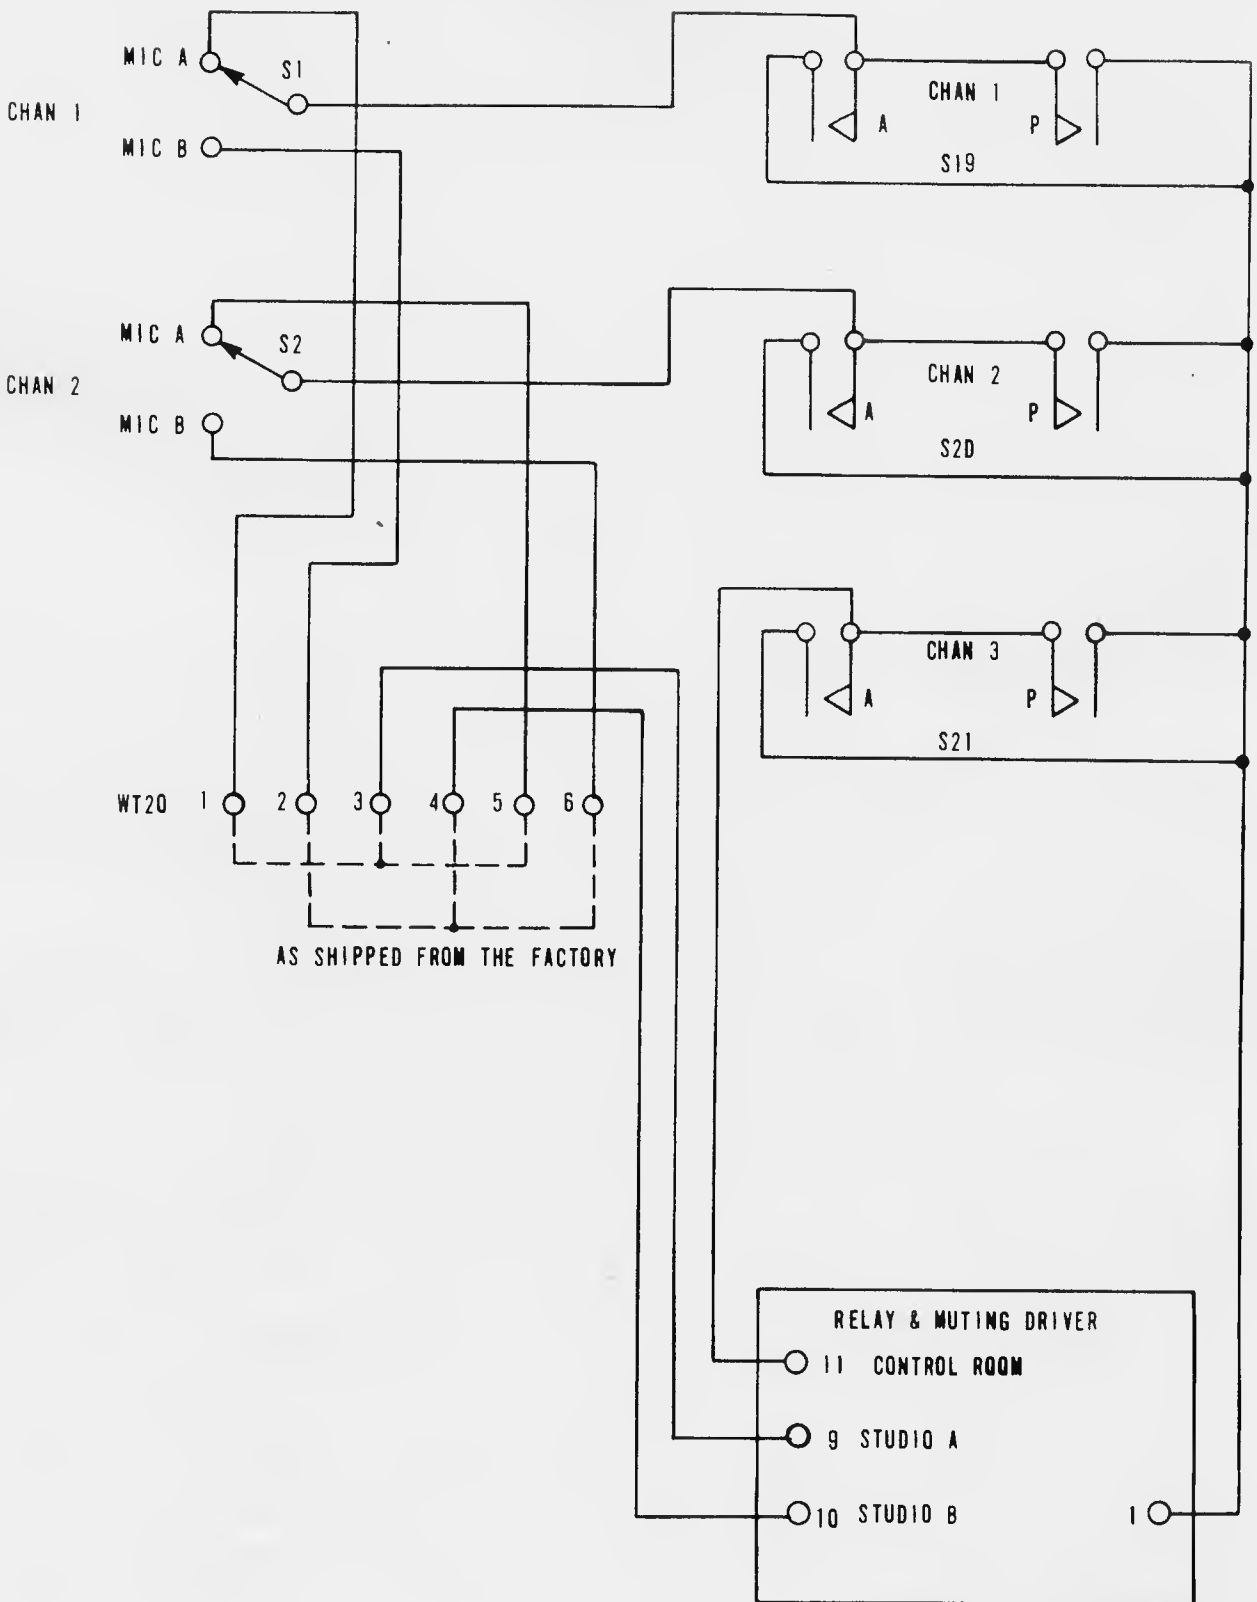 MIC A
S1
CHAN 1
MIC B
CHAN 1
A
P
S19
MIC A
S2
CHAN 2
MIC B
CHAN 2
A
P
S2D
CHAN 3
A
P
S21
WT20 1 2 3 4 5 6
AS SHIPPED FROM THE FACTORY
RELAY & MUTING DRIVER
11 CONTROL ROOM
9 STUDIO A
10 STUDIO B
1